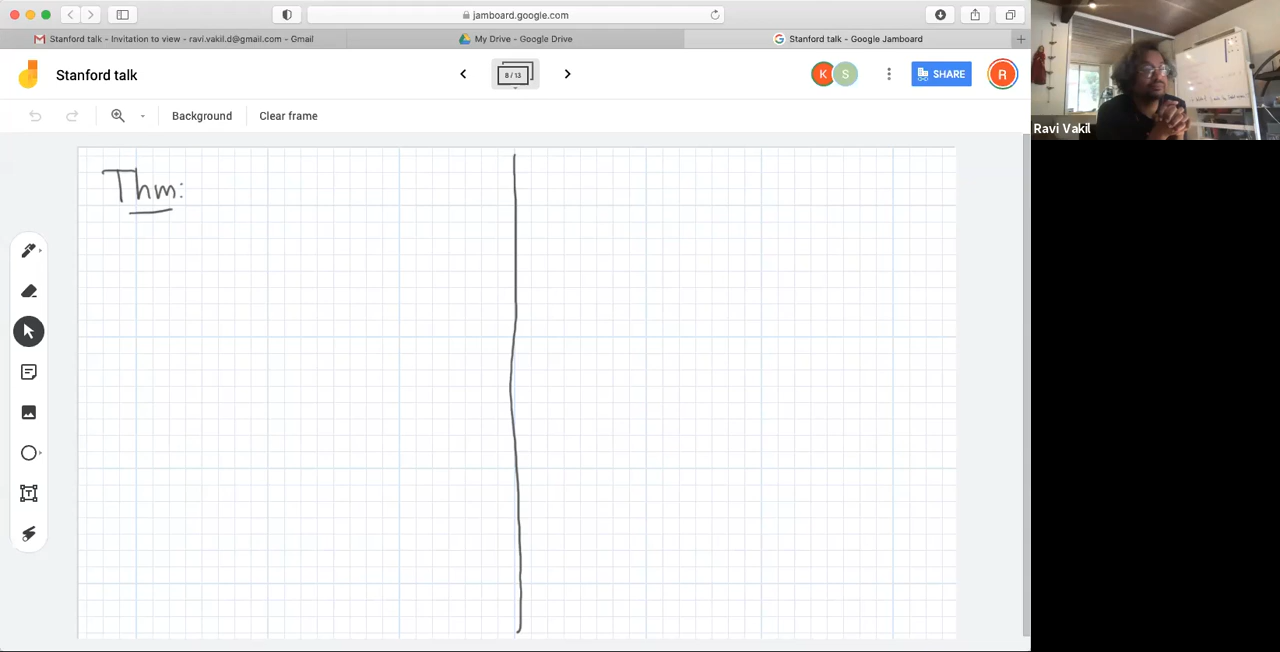 jamboard.google.com
Stanford talk - Invitation to view - ravi.vakil.d@gmail.com - Gmail
My Drive - Google Drive
Stanford talk - Google Jamboard
Stanford talk
8 / 13
K
S
SHARE
R
Background
Clear frame
Ravi Vakil
Thm: